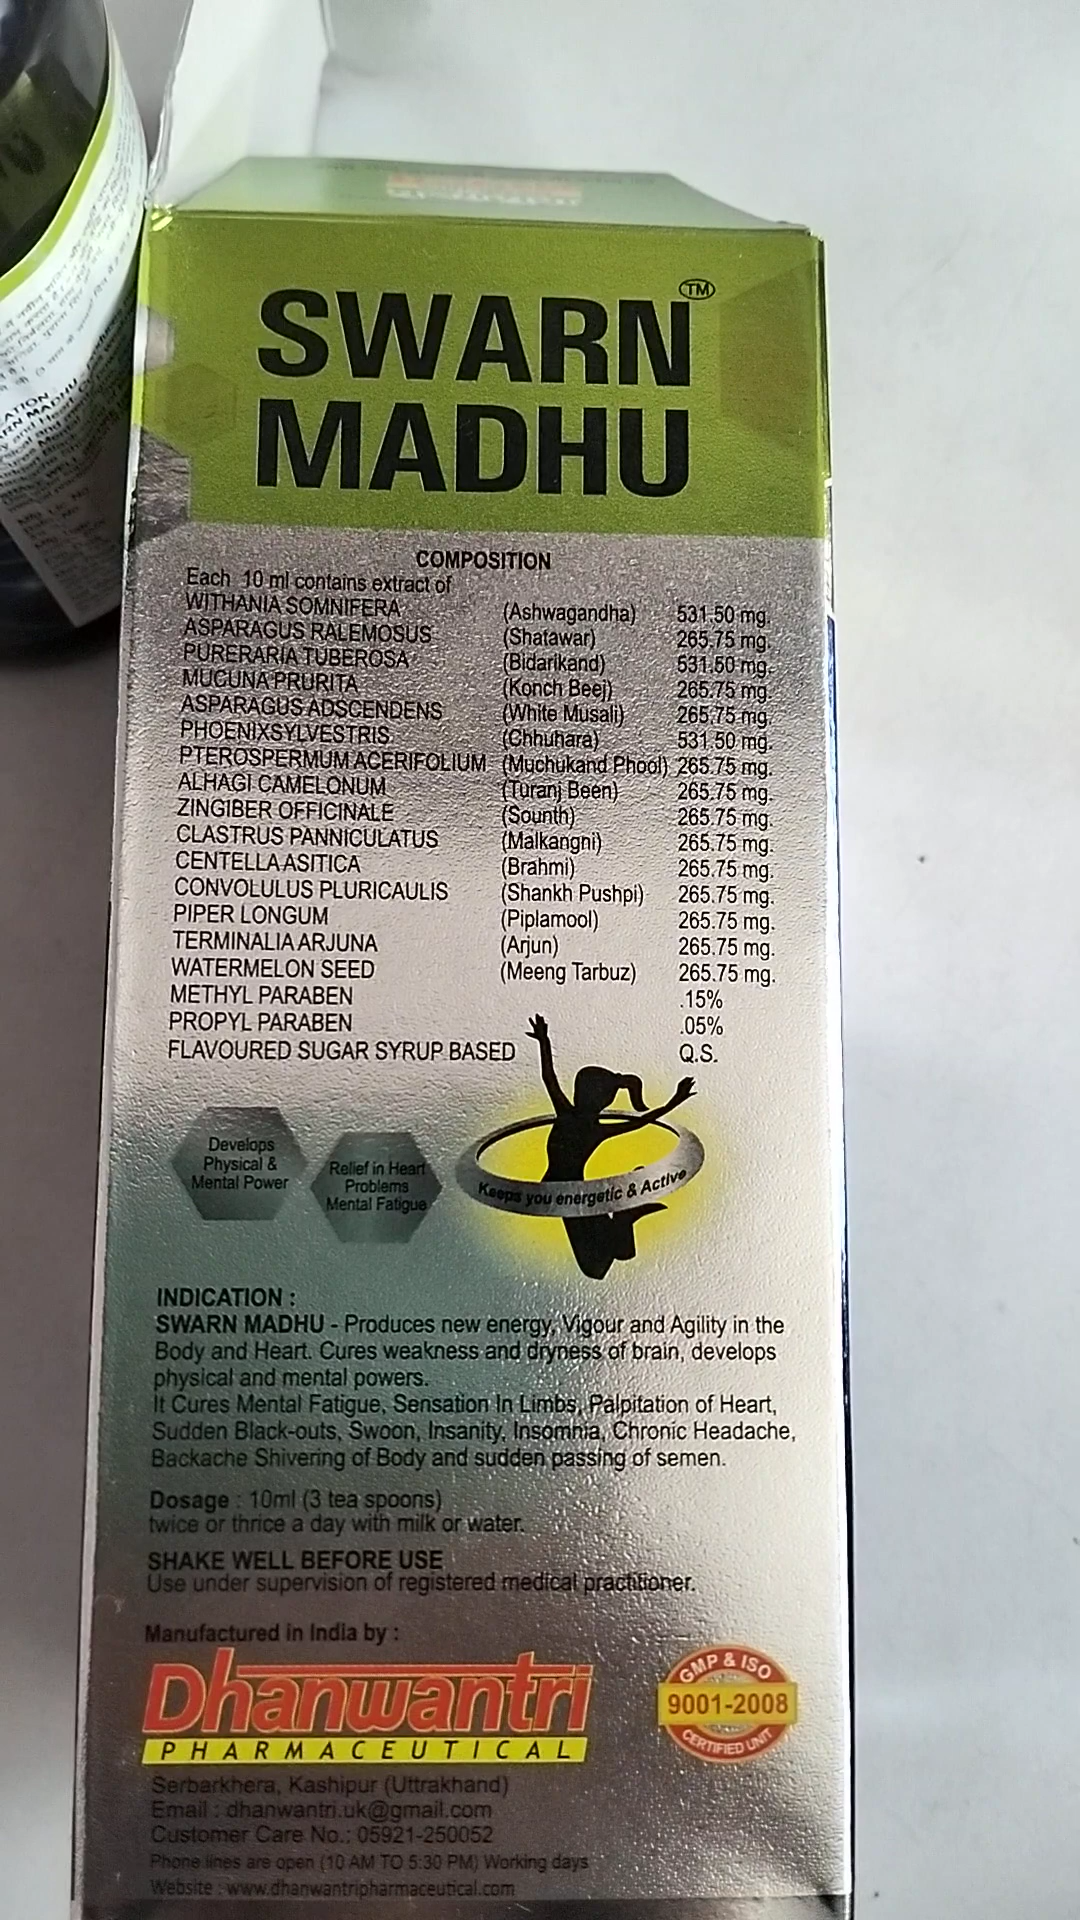 SWARN™
MADHU
COMPOSITION
Each 10 ml contains extract of
WITHANIA SOMNIFERA (Ashwagandha) 531.50 mg.
ASPARAGUS RALEMOSUS (Shatawar) 265.75 mg.
PURERARIA TUBEROSA (Bidarikand) 531.50 mg.
MUCUNA PRURITA (Konch Beej) 265.75 mg.
ASPARAGUS ADSCENDENS (White Musali) 265.75 mg.
PHOENIXSYLVESTRIS (Chhuhara) 531.50 mg.
PTEROSPERMUM ACERIFOLIUM (Muchukand Phool) 265.75 mg.
ALHAGI CAMELONUM (Turanj Been) 265.75 mg.
ZINGIBER OFFICINALE (Sounth) 265.75 mg.
CLASTRUS PANNICULATUS (Malkangni) 265.75 mg.
CENTELLA ASITICA (Brahmi) 265.75 mg.
CONVOLULUS PLURICAULIS (Shankh Pushpi) 265.75 mg.
PIPER LONGUM (Piplamool) 265.75 mg.
TERMINALIA ARJUNA (Arjun) 265.75 mg.
WATERMELON SEED (Meeng Tarbuz) 265.75 mg.
METHYL PARABEN .15%
PROPYL PARABEN .05%
FLAVOURED SUGAR SYRUP BASED Q.S.
Develops
Physical &
Mental Power
Relief in Heart
Problems
Mental Fatigue
Keeps you energetic & Active
INDICATION :
SWARN MADHU - Produces new energy, Vigour and Agility in the
Body and Heart. Cures weakness and dryness of brain, develops
physical and mental powers.
It Cures Mental Fatigue, Sensation In Limbs, Palpitation of Heart,
Sudden Black-outs, Swoon, Insanity, Insomnia, Chronic Headache,
Backache Shivering of Body and sudden passing of semen.
Dosage : 10ml (3 tea spoons)
twice or thrice a day with milk or water.
SHAKE WELL BEFORE USE
Use under supervision of registered medical practitioner.
Manufactured in India by :
Dhanwantri
PHARMACEUTICAL
GMP & ISO
9001-2008
CERTIFIED UNIT
Serbarkhera, Kashipur (Uttrakhand)
Email : dhanwantri.uk@gmail.com
Customer Care No.: 05921-250052
Phone lines are open (10 AM TO 5:30 PM) Working days
Website : www.dhanwantripharmaceutical.com